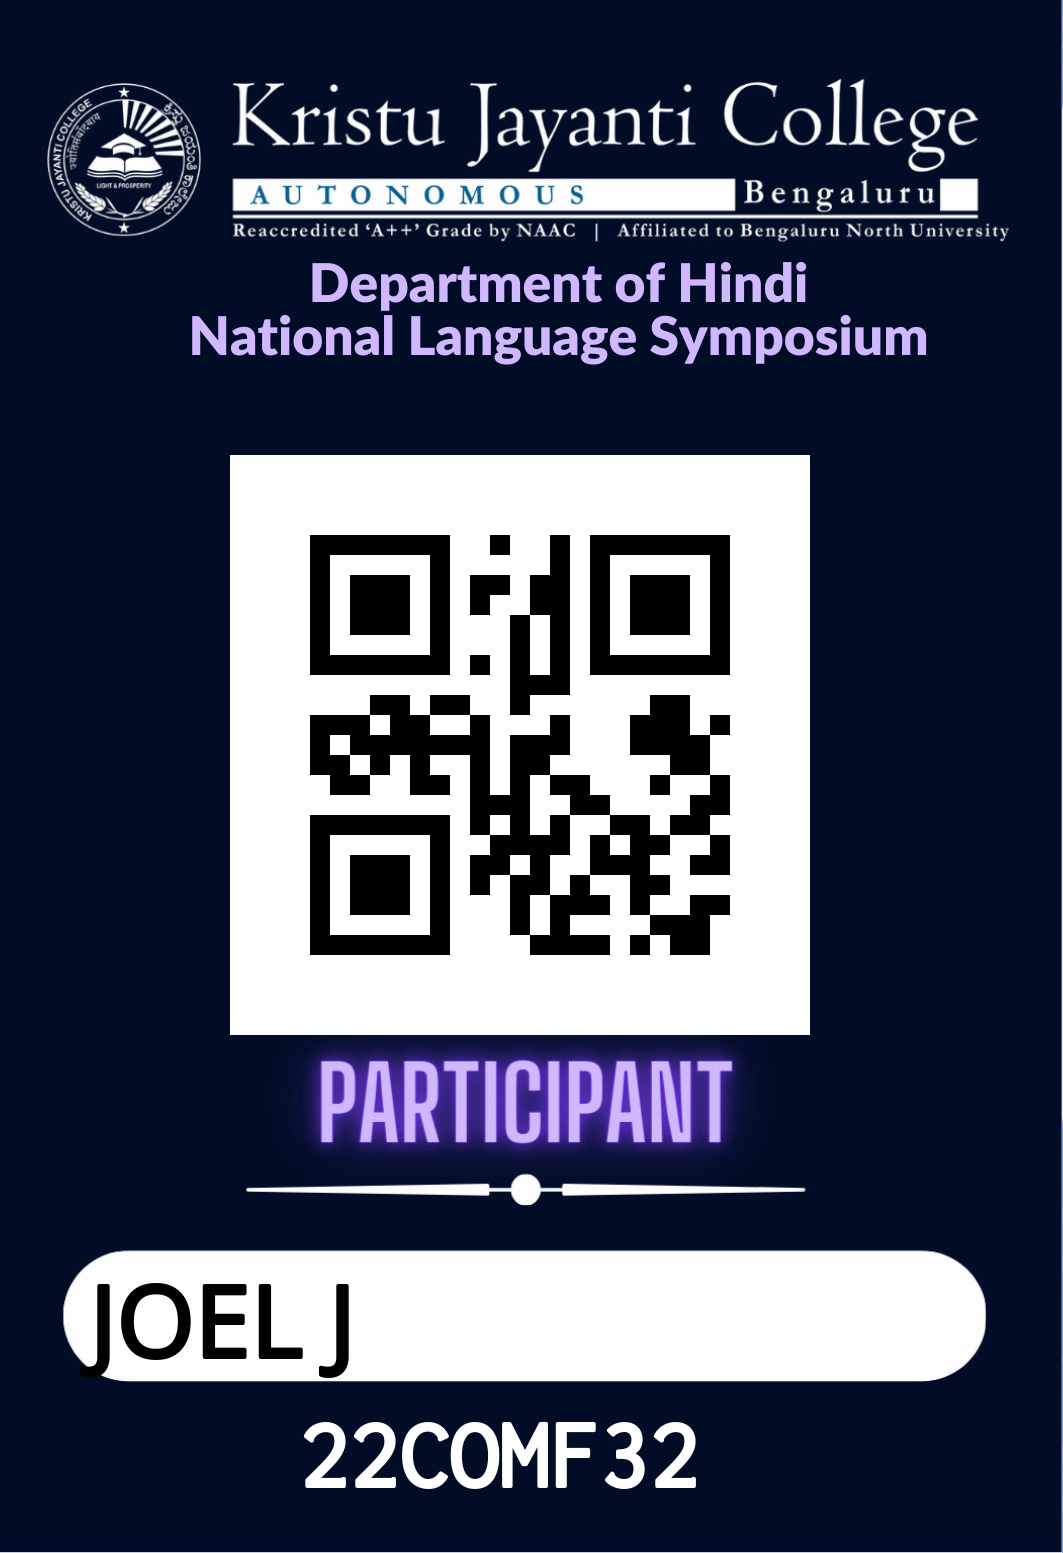 KRISTU JAYANTI COLLEGE
LIGHT & PROSPERITY
Kristu Jayanti College
AUTONOMOUS Bengaluru
Reaccredited ‘A++’ Grade by NAAC | Affiliated to Bengaluru North University
Department of Hindi
National Language Symposium
PARTICIPANT
JOEL J
22COMF32